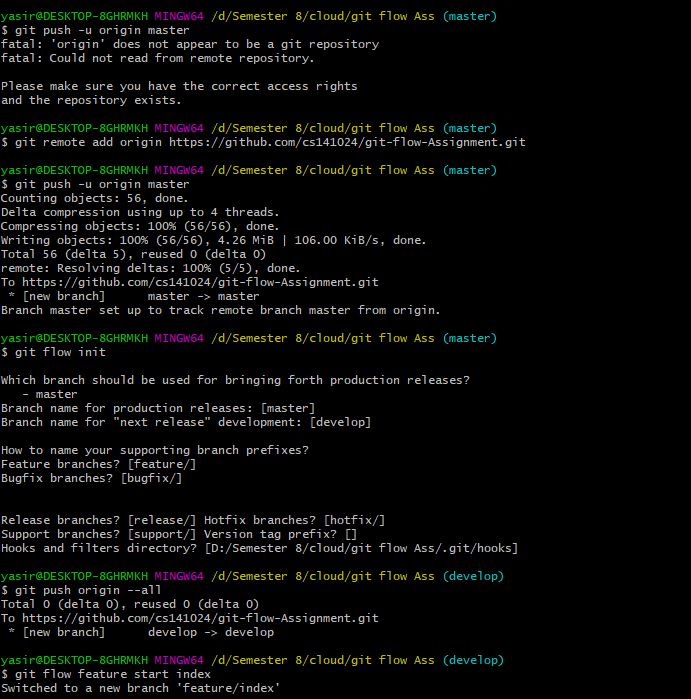 yasir@DESKTOP-8GHRMKH MINGW64 /d/Semester 8/cloud/git flow Ass (master)
$ git push -u origin master
fatal: 'origin' does not appear to be a git repository
fatal: Could not read from remote repository.
Please make sure you have the correct access rights
and the repository exists.
yasir@DESKTOP-8GHRMKH MINGW64 /d/Semester 8/cloud/git flow Ass (master)
$ git remote add origin https://github.com/cs141024/git-flow-Assignment.git
yasir@DESKTOP-8GHRMKH MINGW64 /d/Semester 8/cloud/git flow Ass (master)
$ git push -u origin master
Counting objects: 56, done.
Delta compression using up to 4 threads.
Compressing objects: 100% (56/56), done.
Writing objects: 100% (56/56), 4.26 MiB | 106.00 KiB/s, done.
Total 56 (delta 5), reused 0 (delta 0)
remote: Resolving deltas: 100% (5/5), done.
To https://github.com/cs141024/git-flow-Assignment.git
 * [new branch]      master -> master
Branch master set up to track remote branch master from origin.
yasir@DESKTOP-8GHRMKH MINGW64 /d/Semester 8/cloud/git flow Ass (master)
$ git flow init
Which branch should be used for bringing forth production releases?
   - master
Branch name for production releases: [master]
Branch name for "next release" development: [develop]
How to name your supporting branch prefixes?
Feature branches? [feature/]
Bugfix branches? [bugfix/]
Release branches? [release/] Hotfix branches? [hotfix/]
Support branches? [support/] Version tag prefix? []
Hooks and filters directory? [D:/Semester 8/cloud/git flow Ass/.git/hooks]
yasir@DESKTOP-8GHRMKH MINGW64 /d/Semester 8/cloud/git flow Ass (develop)
$ git push origin --all
Total 0 (delta 0), reused 0 (delta 0)
To https://github.com/cs141024/git-flow-Assignment.git
 * [new branch]      develop -> develop
yasir@DESKTOP-8GHRMKH MINGW64 /d/Semester 8/cloud/git flow Ass (develop)
$ git flow feature start index
Switched to a new branch 'feature/index'